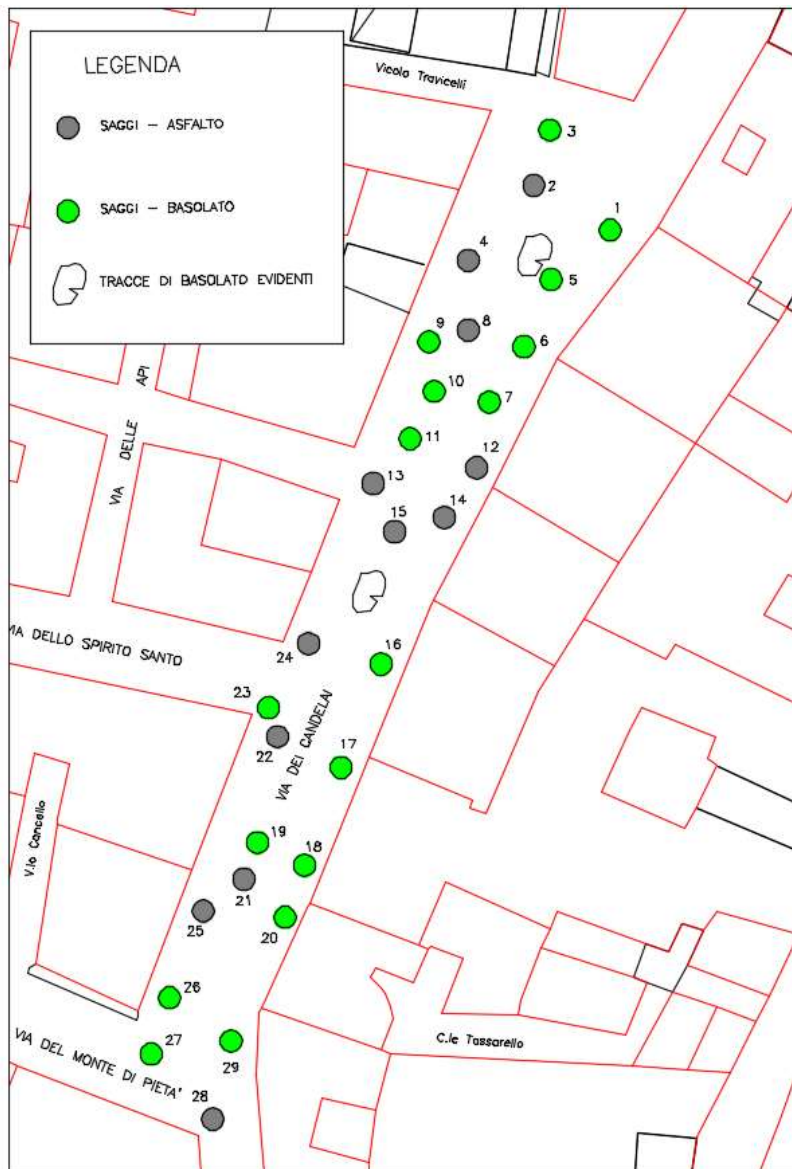 LEGENDA
SAGGI - ASFALTO
SAGGI - BASOLATO
TRACCE DI BASOLATO EVIDENTI
Vicolo Travicelli
3
2
1
4
5
8
9
6
10
7
11
12
13
14
15
VIA DELLE API
VIA DELLO SPIRITO SANTO
24
16
23
22
VIA DEI CANDELAI
17
V.lo Cancello
19
18
21
25
20
26
27
29
C.le Tassarello
VIA DEL MONTE DI PIETA'
28